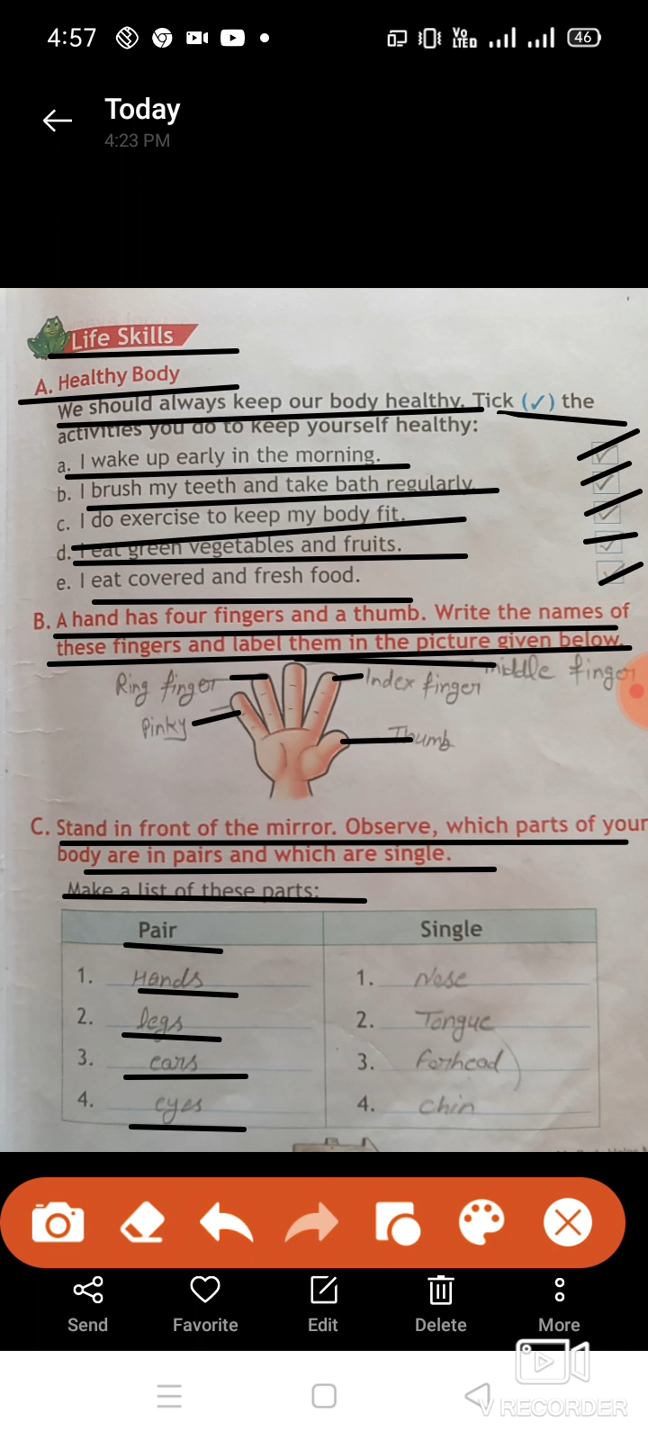 4:57
Vo LTED
46
Today
4:23 PM
Life Skills
A. Healthy Body
We should always keep our body healthy. Tick (✓) the
activities you do to keep yourself healthy:
a. I wake up early in the morning.
b. I brush my teeth and take bath regularly.
c. I do exercise to keep my body fit.
d. I eat green vegetables and fruits.
e. I eat covered and fresh food.
B. A hand has four fingers and a thumb. Write the names of
these fingers and label them in the picture given below.
Ring finger Index finger middle finger
Pinky Thumb
C. Stand in front of the mirror. Observe, which parts of your
body are in pairs and which are single.
Make a list of these parts:
Pair Single
1. Hands 1. Nose
2. legs 2. Tongue
3. ears 3. Forhead
4. eyes 4. chin
Send Favorite Edit Delete More
V RECORDER